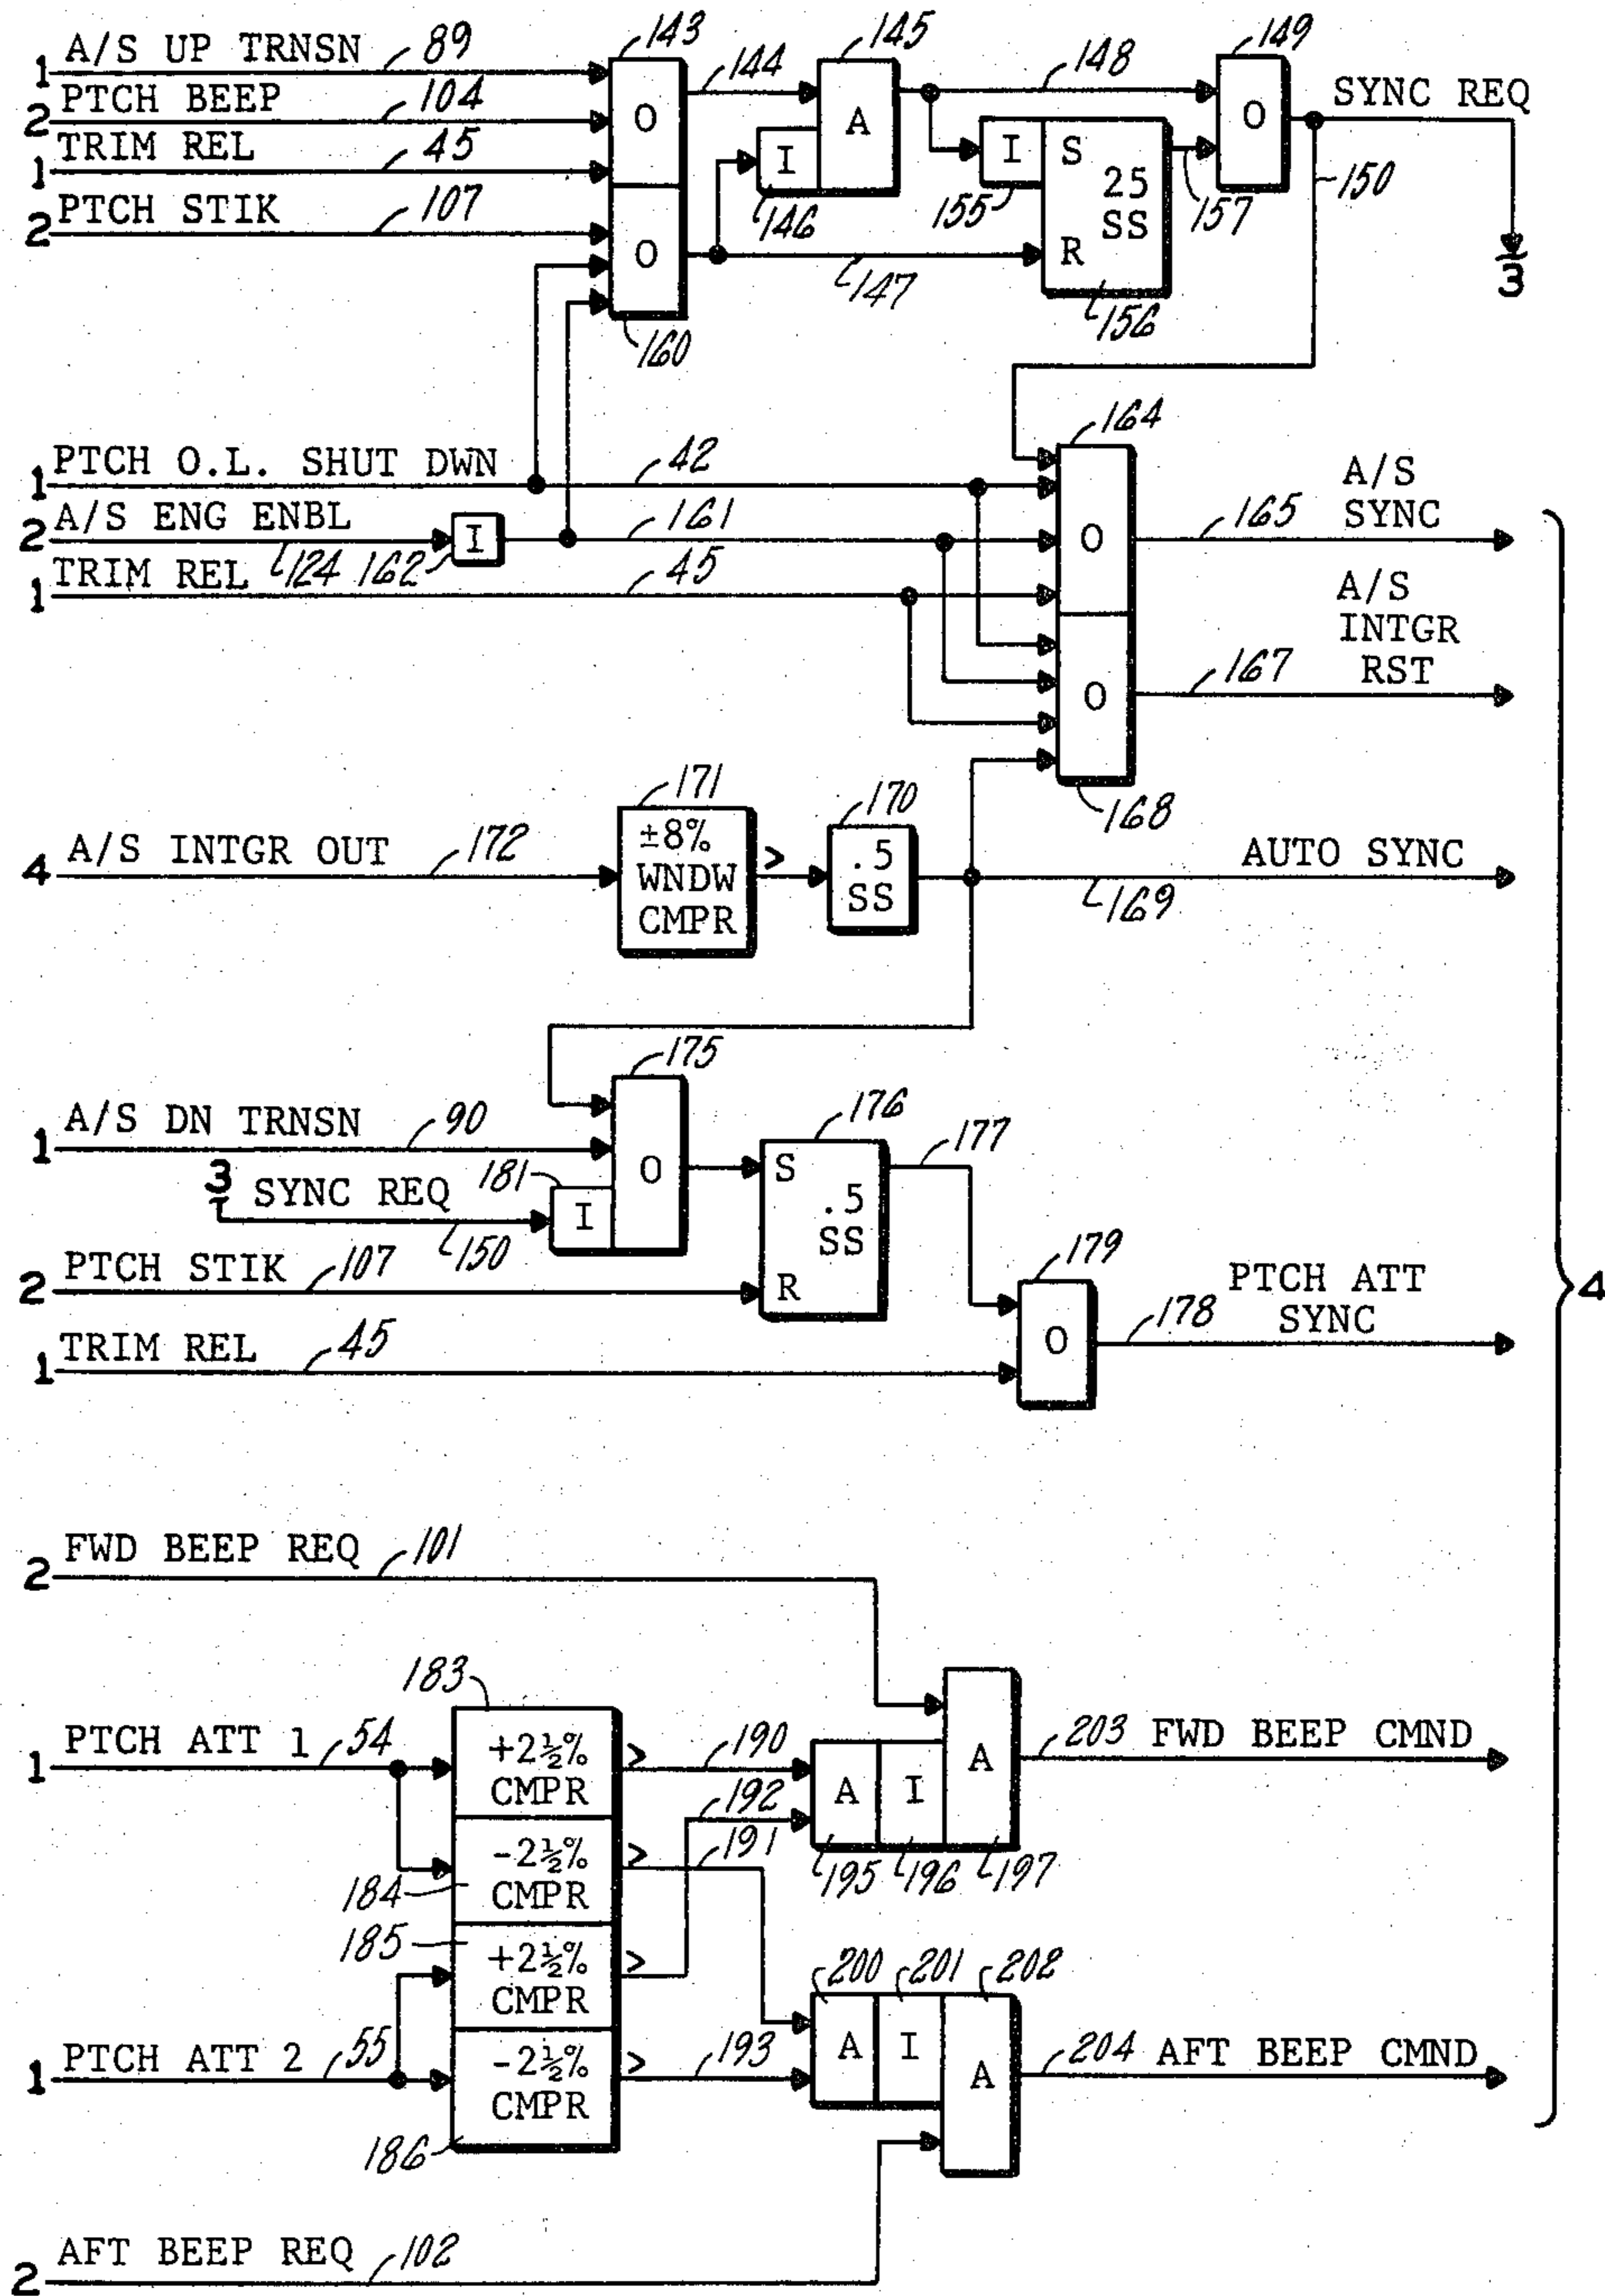 1 A/S UP TRNSN 89
2 PTCH BEEP 104
1 TRIM REL 45
2 PTCH STIK 107
143
O
O
160
144
145
A
I
146
147
148
I
155
S
25
SS
R
156
157
149
O
SYNC REQ
150
3
1 PTCH O.L. SHUT DWN 42
2 A/S ENG ENBL 124 162 I 161
1 TRIM REL 45
164
O
O
168
165 A/S
SYNC
167 A/S
INTGR
RST
4 A/S INTGR OUT 172
171
±8%
WNDW
CMPR
>
170
.5
SS
AUTO SYNC
169
1 A/S DN TRNSN 90
3 SYNC REQ
150
181
I
175
O
2 PTCH STIK 107
176
S
.5
SS
R
177
1 TRIM REL 45
179
O
178 PTCH ATT
SYNC
4
2 FWD BEEP REQ 101
1 PTCH ATT 1 54
183
+2½%
CMPR
>
190
184
-2½%
CMPR
>
191
185
+2½%
CMPR
>
192
1 PTCH ATT 2 55
186
-2½%
CMPR
>
193
A
I
A
195
196
197
203 FWD BEEP CMND
200
201
202
A
I
A
204 AFT BEEP CMND
2 AFT BEEP REQ 102